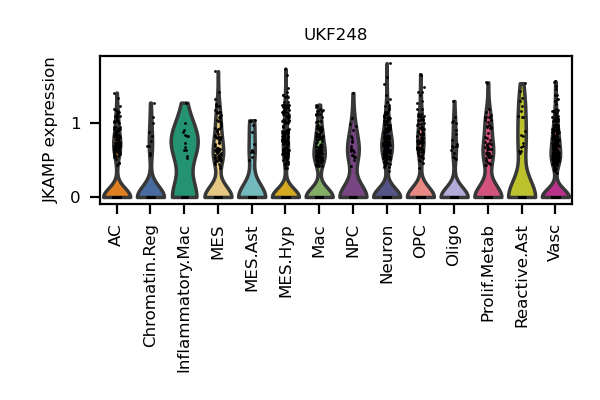 UKF248
JKAMP expression
1
0
AC
Chromatin.Reg
Inflammatory.Mac
MES
MES.Ast
MES.Hyp
Mac
NPC
Neuron
OPC
Oligo
Prolif.Metab
Reactive.Ast
Vasc